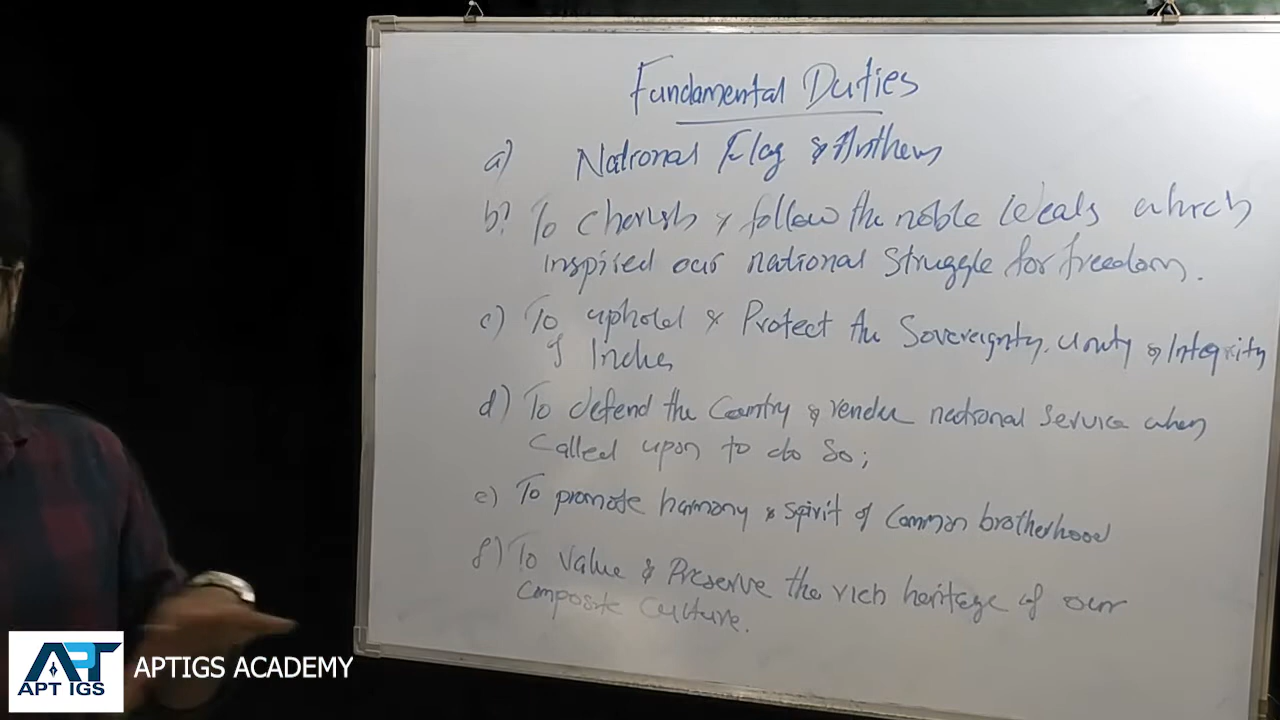 Fundamental Duties
a) National Flag & Anthem
b) To cherish & follow the noble ideals which
inspired our national struggle for freedom.
c) To uphold & Protect the Sovereignty, Unity & Integrity
of India
d) To defend the Country & render national service when
called upon to do so;
e) To promote harmony & spirit of Common brotherhood
f) To value & Preserve the rich heritage of our
composite culture.
APT
APT IGS
APTIGS ACADEMY